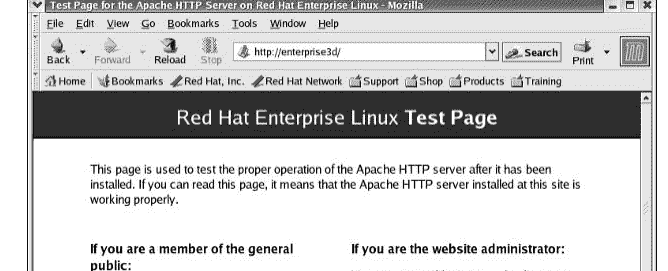 Test Page for the Apache HTTP Server on Red Hat Enterprise Linux - Mozilla
File Edit View Go Bookmarks Tools Window Help
Back Forward Reload Stop http://enterprise3d/ Search Print
Home Bookmarks Red Hat, Inc. Red Hat Network Support Shop Products Training
Red Hat Enterprise Linux Test Page
This page is used to test the proper operation of the Apache HTTP server after it has been
installed. If you can read this page, it means that the Apache HTTP server installed at this site is
working properly.
If you are a member of the general If you are the website administrator:
public: